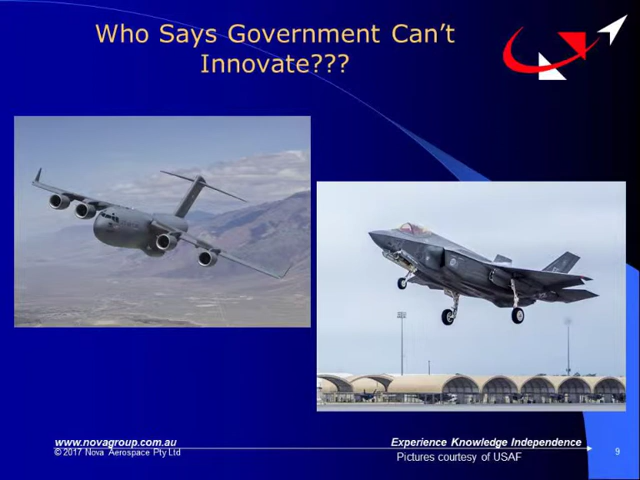 Who Says Government Can’t
Innovate???
www.novagroup.com.au
© 2017 Nova Aerospace Pty Ltd
Experience Knowledge Independence
Pictures courtesy of USAF
9